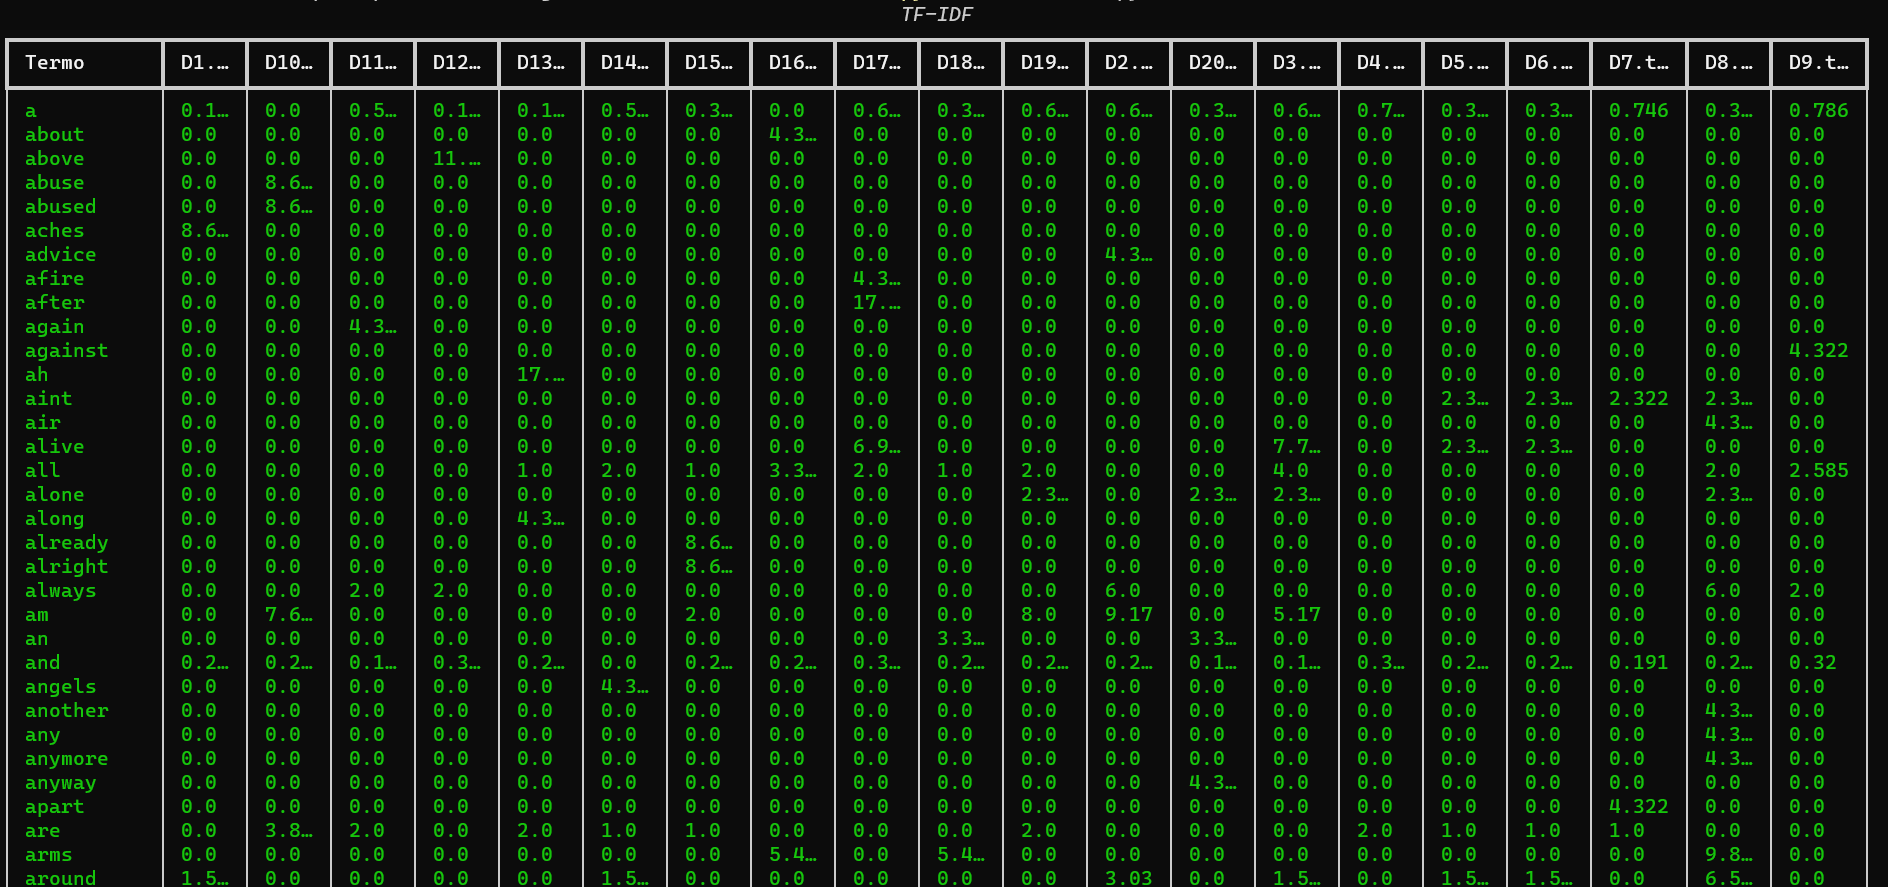 TF-IDF
Termo D1.… D10… D11… D12… D13… D14… D15… D16… D17… D18… D19… D2.… D20… D3.… D4.… D5.… D6.… D7.t… D8.… D9.t…
a 0.1… 0.0 0.5… 0.1… 0.1… 0.5… 0.3… 0.0 0.6… 0.3… 0.6… 0.6… 0.3… 0.6… 0.7… 0.3… 0.3… 0.746 0.3… 0.786
about 0.0 0.0 0.0 0.0 0.0 0.0 0.0 4.3… 0.0 0.0 0.0 0.0 0.0 0.0 0.0 0.0 0.0 0.0 0.0 0.0
above 0.0 0.0 0.0 11.… 0.0 0.0 0.0 0.0 0.0 0.0 0.0 0.0 0.0 0.0 0.0 0.0 0.0 0.0 0.0 0.0
abuse 0.0 8.6… 0.0 0.0 0.0 0.0 0.0 0.0 0.0 0.0 0.0 0.0 0.0 0.0 0.0 0.0 0.0 0.0 0.0 0.0
abused 0.0 8.6… 0.0 0.0 0.0 0.0 0.0 0.0 0.0 0.0 0.0 0.0 0.0 0.0 0.0 0.0 0.0 0.0 0.0 0.0
aches 8.6… 0.0 0.0 0.0 0.0 0.0 0.0 0.0 0.0 0.0 0.0 0.0 0.0 0.0 0.0 0.0 0.0 0.0 0.0 0.0
advice 0.0 0.0 0.0 0.0 0.0 0.0 0.0 0.0 0.0 0.0 0.0 4.3… 0.0 0.0 0.0 0.0 0.0 0.0 0.0 0.0
afire 0.0 0.0 0.0 0.0 0.0 0.0 0.0 0.0 4.3… 0.0 0.0 0.0 0.0 0.0 0.0 0.0 0.0 0.0 0.0 0.0
after 0.0 0.0 0.0 0.0 0.0 0.0 0.0 0.0 17.… 0.0 0.0 0.0 0.0 0.0 0.0 0.0 0.0 0.0 0.0 0.0
again 0.0 0.0 4.3… 0.0 0.0 0.0 0.0 0.0 0.0 0.0 0.0 0.0 0.0 0.0 0.0 0.0 0.0 0.0 0.0 0.0
against 0.0 0.0 0.0 0.0 0.0 0.0 0.0 0.0 0.0 0.0 0.0 0.0 0.0 0.0 0.0 0.0 0.0 0.0 0.0 4.322
ah 0.0 0.0 0.0 0.0 17.… 0.0 0.0 0.0 0.0 0.0 0.0 0.0 0.0 0.0 0.0 0.0 0.0 0.0 0.0 0.0
aint 0.0 0.0 0.0 0.0 0.0 0.0 0.0 0.0 0.0 0.0 0.0 0.0 0.0 0.0 0.0 2.3… 2.3… 2.322 2.3… 0.0
air 0.0 0.0 0.0 0.0 0.0 0.0 0.0 0.0 0.0 0.0 0.0 0.0 0.0 0.0 0.0 0.0 0.0 0.0 4.3… 0.0
alive 0.0 0.0 0.0 0.0 0.0 0.0 0.0 0.0 6.9… 0.0 0.0 0.0 0.0 7.7… 0.0 2.3… 2.3… 0.0 0.0 0.0
all 0.0 0.0 0.0 0.0 1.0 2.0 1.0 3.3… 2.0 1.0 2.0 0.0 0.0 4.0 0.0 0.0 0.0 0.0 2.0 2.585
alone 0.0 0.0 0.0 0.0 0.0 0.0 0.0 0.0 0.0 0.0 2.3… 0.0 2.3… 2.3… 0.0 0.0 0.0 0.0 2.3… 0.0
along 0.0 0.0 0.0 0.0 4.3… 0.0 0.0 0.0 0.0 0.0 0.0 0.0 0.0 0.0 0.0 0.0 0.0 0.0 0.0 0.0
already 0.0 0.0 0.0 0.0 0.0 0.0 8.6… 0.0 0.0 0.0 0.0 0.0 0.0 0.0 0.0 0.0 0.0 0.0 0.0 0.0
alright 0.0 0.0 0.0 0.0 0.0 0.0 8.6… 0.0 0.0 0.0 0.0 0.0 0.0 0.0 0.0 0.0 0.0 0.0 0.0 0.0
always 0.0 0.0 2.0 2.0 0.0 0.0 0.0 0.0 0.0 0.0 0.0 6.0 0.0 0.0 0.0 0.0 0.0 0.0 6.0 2.0
am 0.0 7.6… 0.0 0.0 0.0 0.0 2.0 0.0 0.0 0.0 8.0 9.17 0.0 5.17 0.0 0.0 0.0 0.0 0.0 0.0
an 0.0 0.0 0.0 0.0 0.0 0.0 0.0 0.0 0.0 3.3… 0.0 0.0 3.3… 0.0 0.0 0.0 0.0 0.0 0.0 0.0
and 0.2… 0.2… 0.1… 0.3… 0.2… 0.0 0.2… 0.2… 0.3… 0.2… 0.2… 0.2… 0.1… 0.1… 0.3… 0.2… 0.2… 0.191 0.2… 0.32
angels 0.0 0.0 0.0 0.0 0.0 4.3… 0.0 0.0 0.0 0.0 0.0 0.0 0.0 0.0 0.0 0.0 0.0 0.0 0.0 0.0
another 0.0 0.0 0.0 0.0 0.0 0.0 0.0 0.0 0.0 0.0 0.0 0.0 0.0 0.0 0.0 0.0 0.0 0.0 4.3… 0.0
any 0.0 0.0 0.0 0.0 0.0 0.0 0.0 0.0 0.0 0.0 0.0 0.0 0.0 0.0 0.0 0.0 0.0 0.0 4.3… 0.0
anymore 0.0 0.0 0.0 0.0 0.0 0.0 0.0 0.0 0.0 0.0 0.0 0.0 0.0 0.0 0.0 0.0 0.0 0.0 4.3… 0.0
anyway 0.0 0.0 0.0 0.0 0.0 0.0 0.0 0.0 0.0 0.0 0.0 0.0 4.3… 0.0 0.0 0.0 0.0 0.0 0.0 0.0
apart 0.0 0.0 0.0 0.0 0.0 0.0 0.0 0.0 0.0 0.0 0.0 0.0 0.0 0.0 0.0 0.0 0.0 4.322 0.0 0.0
are 0.0 3.8… 2.0 0.0 2.0 1.0 1.0 0.0 0.0 0.0 2.0 0.0 0.0 0.0 2.0 1.0 1.0 1.0 0.0 0.0
arms 0.0 0.0 0.0 0.0 0.0 0.0 0.0 5.4… 0.0 5.4… 0.0 0.0 0.0 0.0 0.0 0.0 0.0 0.0 9.8… 0.0
around 1.5… 0.0 0.0 0.0 0.0 1.5… 0.0 0.0 0.0 0.0 0.0 3.03 0.0 1.5… 0.0 1.5… 1.5… 0.0 6.5… 0.0